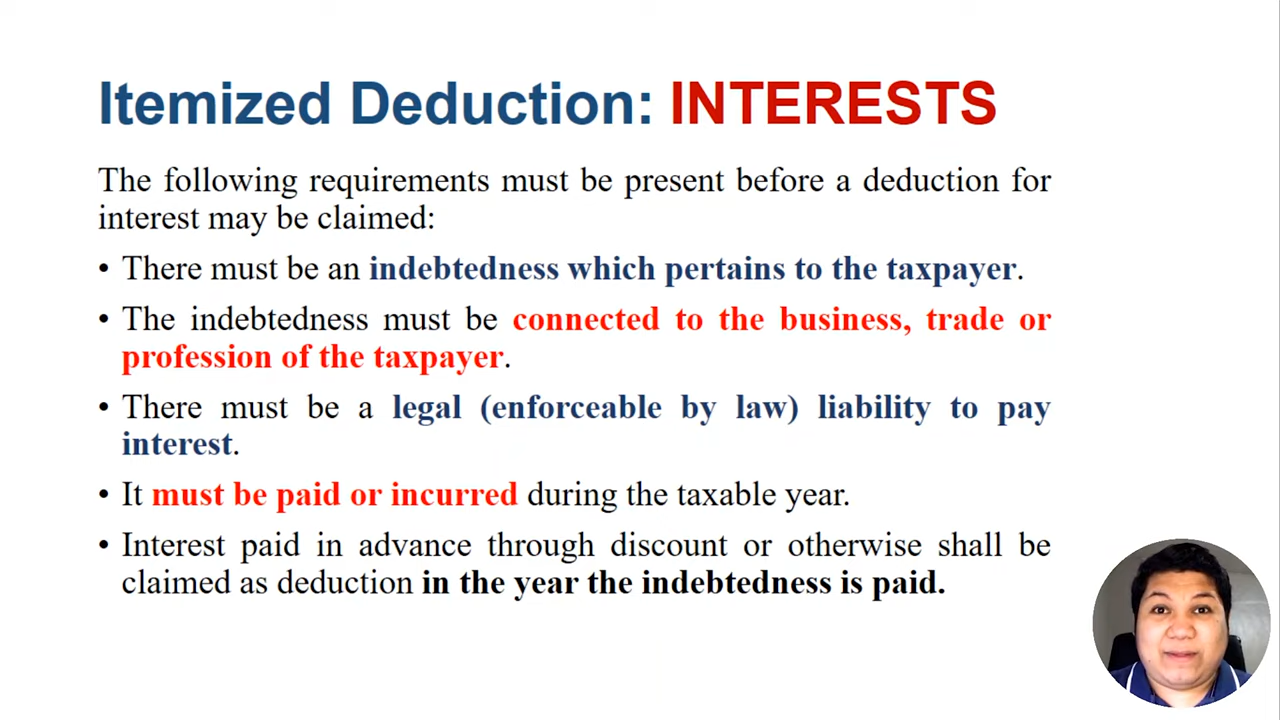 Itemized Deduction: INTERESTS
The following requirements must be present before a deduction for
interest may be claimed:
• There must be an indebtedness which pertains to the taxpayer.
• The indebtedness must be connected to the business, trade or
profession of the taxpayer.
• There must be a legal (enforceable by law) liability to pay
interest.
• It must be paid or incurred during the taxable year.
• Interest paid in advance through discount or otherwise shall be
claimed as deduction in the year the indebtedness is paid.